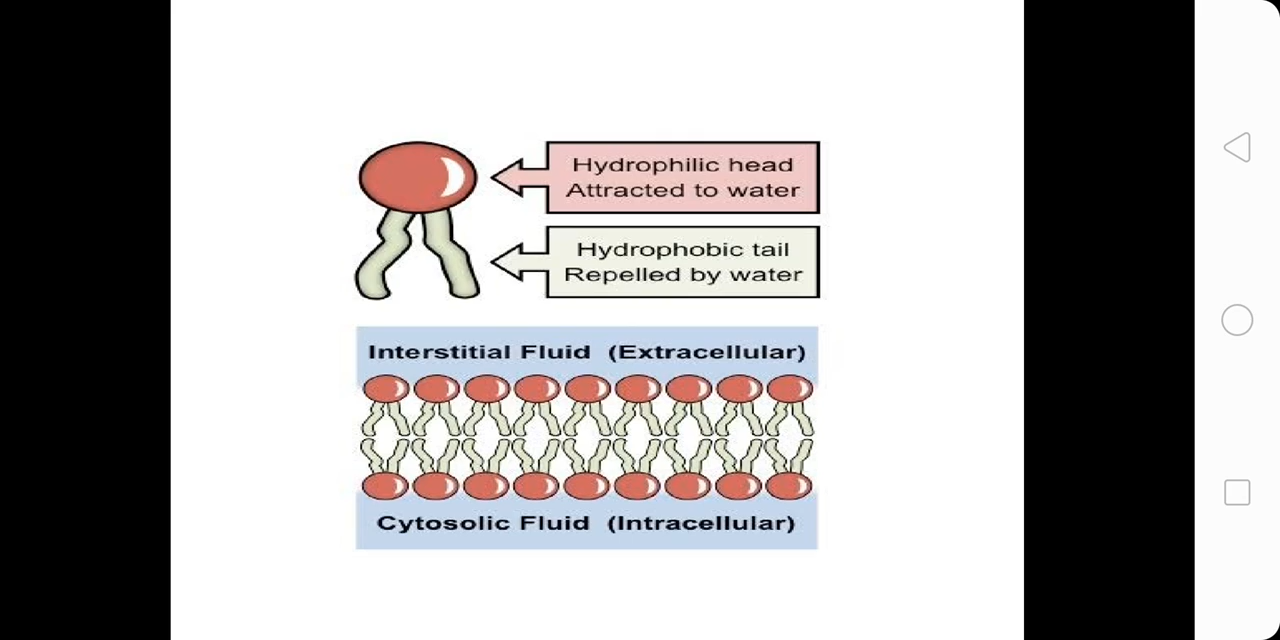 Hydrophilic head
Attracted to water
Hydrophobic tail
Repelled by water
Interstitial Fluid (Extracellular)
Cytosolic Fluid (Intracellular)